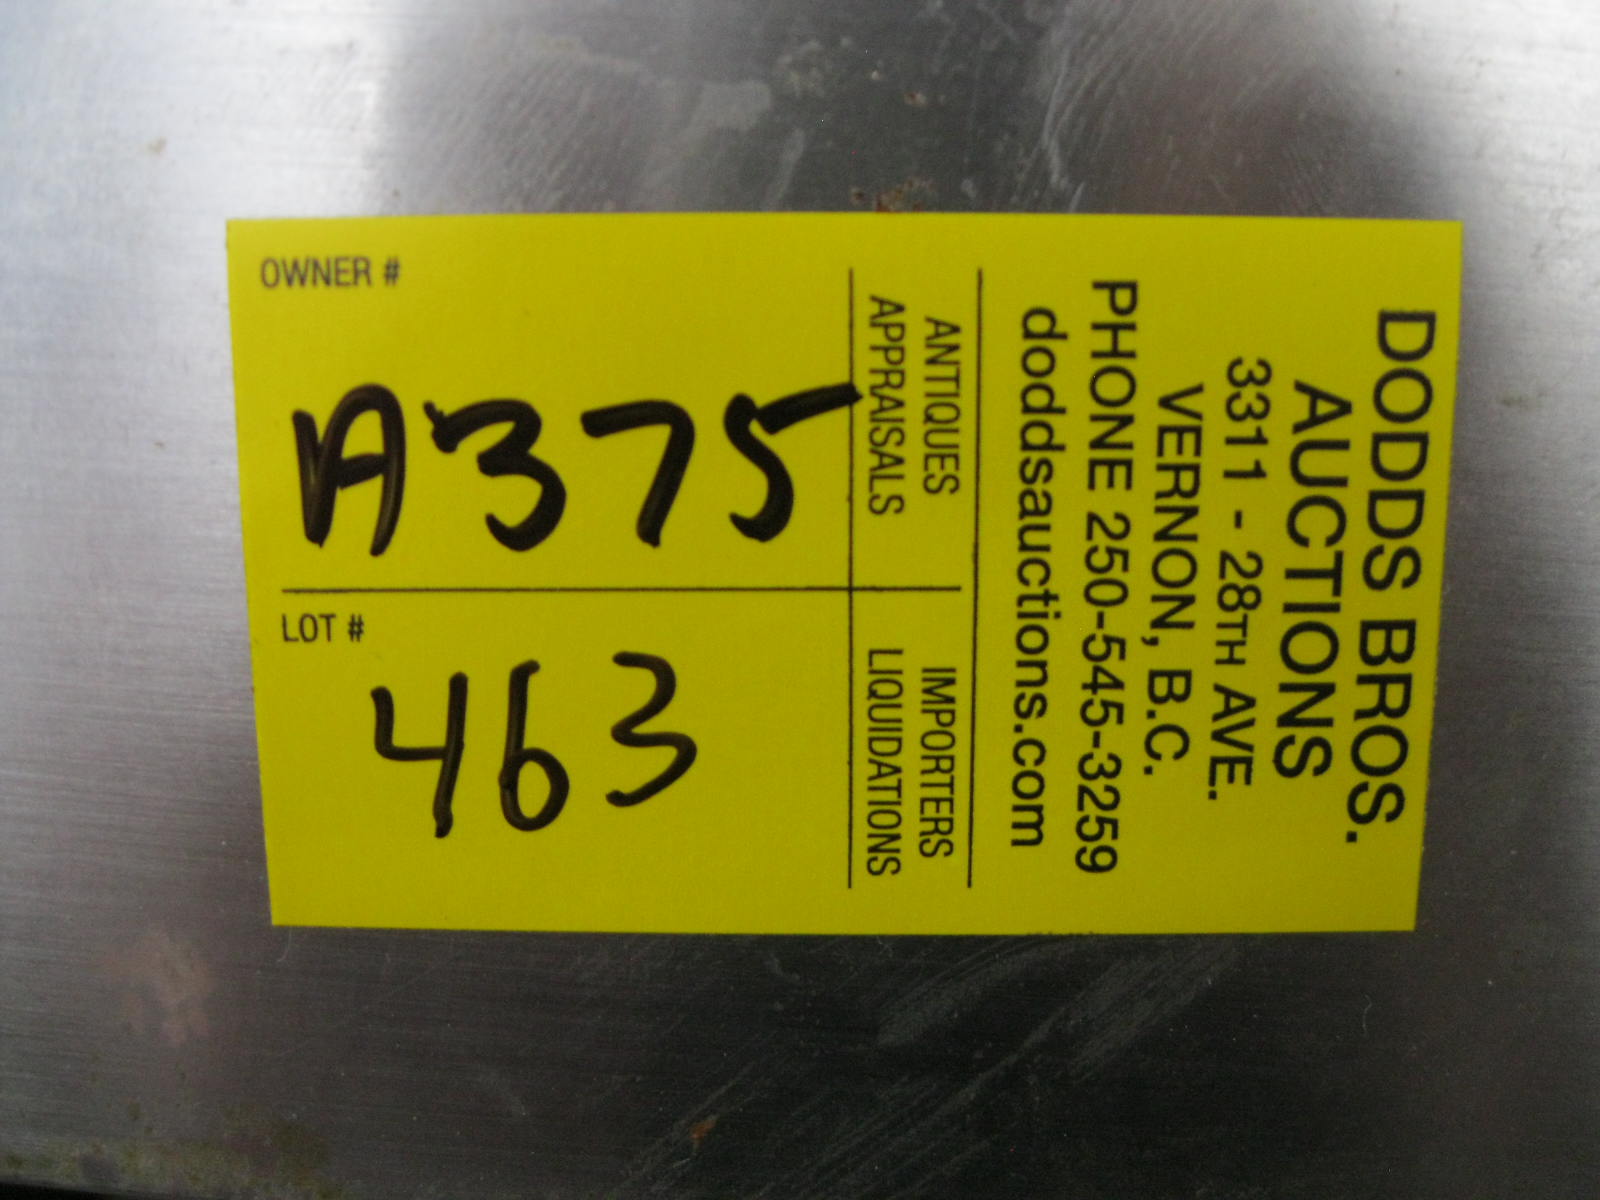 DODDS BROS.
AUCTIONS
3311 - 28TH AVE.
VERNON, B.C.
PHONE 250-545-3259
doddsauctions.com
ANTIQUES
APPRAISALS
IMPORTERS
LIQUIDATIONS
OWNER #
A375
LOT #
463